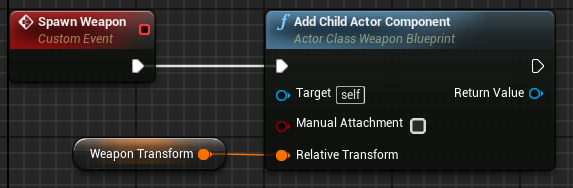 Spawn Weapon
Custom Event
f Add Child Actor Component
Actor Class Weapon Blueprint
Target self
Return Value
Manual Attachment
Weapon Transform
Relative Transform